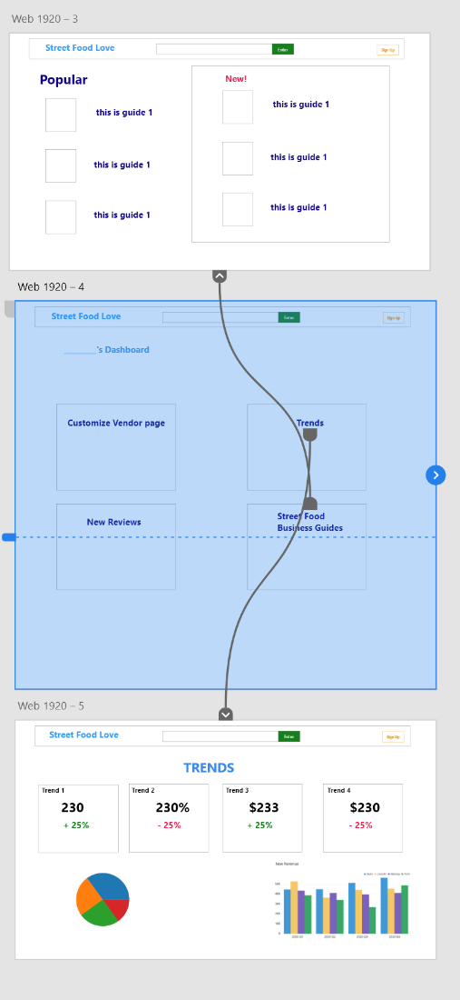 Web 1920 – 3
Street Food Love
Enter
Sign Up
Popular
New!
this is guide 1
this is guide 1
this is guide 1
this is guide 1
this is guide 1
this is guide 1
Web 1920 – 4
Street Food Love
Enter
Sign Up
______'s Dashboard
Customize Vendor page
Trends
New Reviews
Street Food
Business Guides
Web 1920 – 5
Street Food Love
Enter
Sign Up
TRENDS
Trend 1
230
+ 25%
Trend 2
230%
- 25%
Trend 3
$233
+ 25%
Trend 4
$230
- 25%
New Revenue